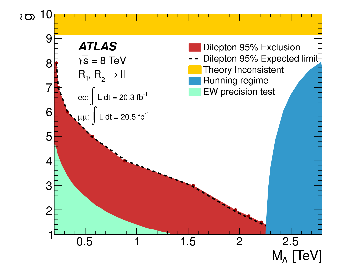 g̃
10
9
8
7
6
5
4
3
2
1
ATLAS
√s = 8 TeV
R₁, R₂ → ll
ee: ∫ L dt = 20.3 fb⁻¹
μμ: ∫ L dt = 20.5 fb⁻¹
Dilepton 95% Exclusion
Dilepton 95% Expected limit
Theory Inconsistent
Running regime
EW precision test
0.5 1 1.5 2 2.5
M_A [TeV]